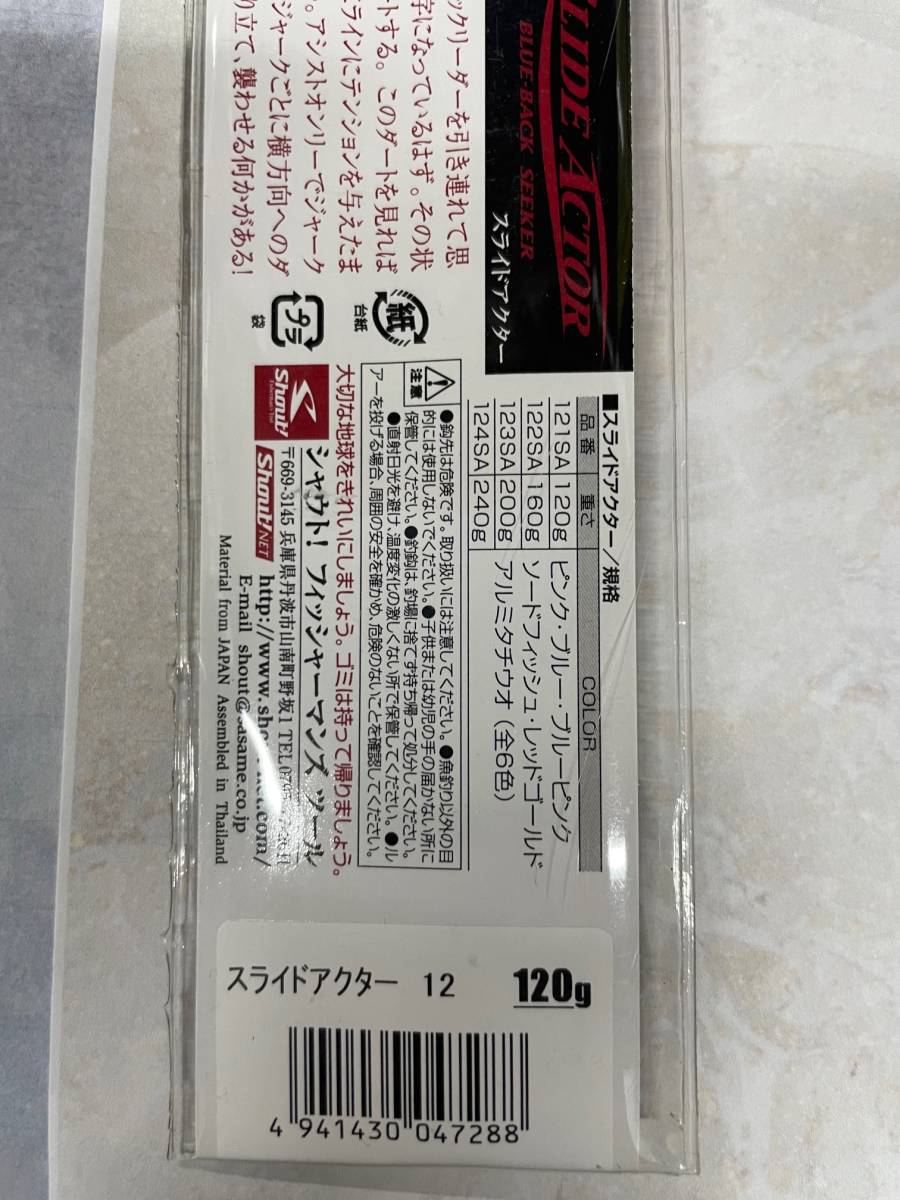 LIDE ACTOR
BLUE-BACK SEEKER
スライドアクター
ックリーダーを引き連れて思
字になっているはず。その状
トする。このダートを見れば
ラインにテンションを与えたま
。アシストオンリーでジャーク
ジャークごとに横方向へのダ
り立て、襲わせる何かがある!
紙
台紙
プラ
袋
■スライドアクター/規格
品番 重さ COLOR
121SA 120g ピンク・ブルー・ブルーピンク
122SA 160g ソードフィッシュ・レッドゴールド
123SA 200g アルミタチウオ (全6色)
124SA 240g
注意
●鈎先は危険です。取り扱いには注意してください。●魚釣り以外の目
的には使用しないでください。●子供または幼児の手の届かない所に
保管してください。●釣鈎は、釣場に捨てず持ち帰って処分してください。
●直射日光を避け、温度変化の激しくない所で保管してください。●ル
アーを投げる場合、周囲の安全を確かめ、危険のないことを確認してください。
大切な地球をきれいにしましょう。ゴミは持って帰りましょう。
Shout!
Fisherman's Tool
シャウト! フィッシャーマンズ ツール
〒669-3145 兵庫県丹波市山南町野坂1 TEL
Shout!NET
http://www.sho
.com/
E-mail shout@sasame.co.jp
Material from JAPAN Assembled in Thailand
スライドアクター 12 120g
4 941430 047288